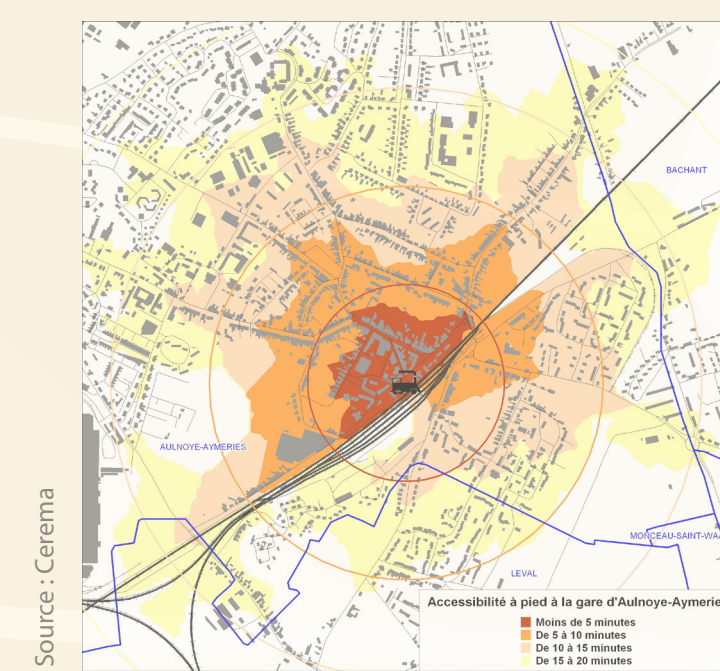 BACHANT
AULNOYE-AYMERIES
MONCEAU-SAINT-WA
LEVAL
Accessibilité à pied à la gare d'Aulnoye-Aymerie
Moins de 5 minutes
De 5 à 10 minutes
De 10 à 15 minutes
De 15 à 20 minutes
Source : Cerema